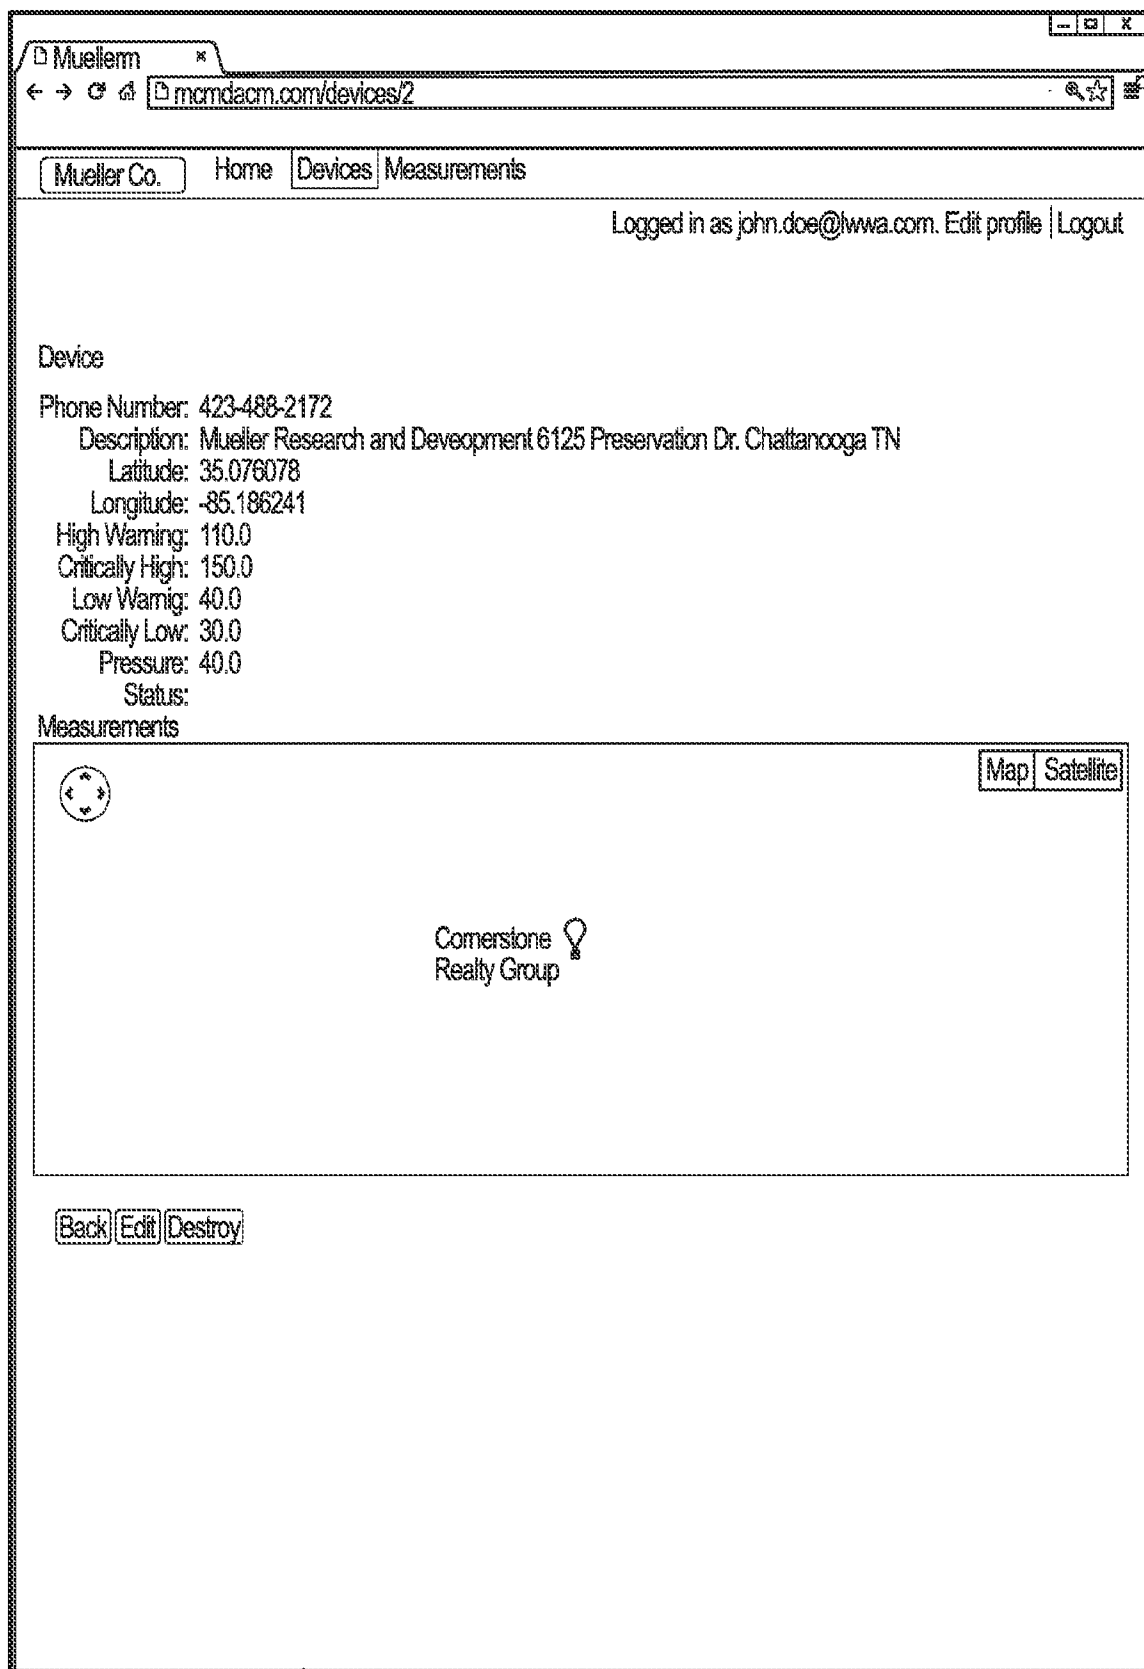 Muellerm
mcmdacm.com/devices/2
Mueller Co. Home Devices Measurements
Logged in as john.doe@lwwa.com. Edit profile | Logout
Device
Phone Number: 423-488-2172
Description: Mueller Research and Deveopment 6125 Preservation Dr. Chattanooga TN
Latitude: 35.076078
Longitude: -85.186241
High Warning: 110.0
Critically High: 150.0
Low Warnig: 40.0
Critically Low: 30.0
Pressure: 40.0
Status:
Measurements
Map Satellite
Cornerstone
Realty Group
Back Edit Destroy